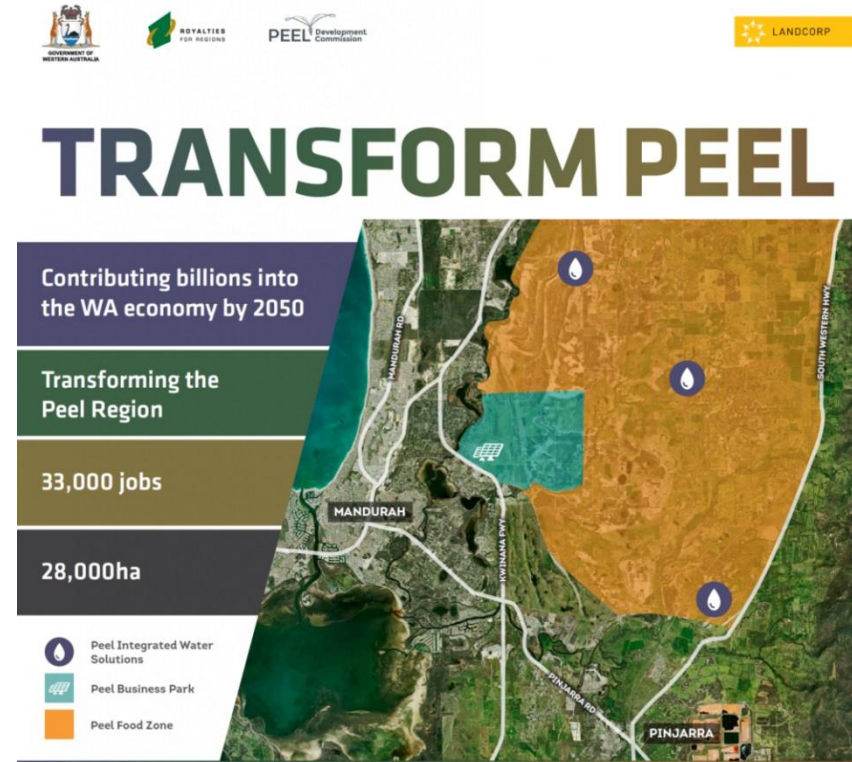 GOVERNMENT OF
WESTERN AUSTRALIA
ROYALTIES
FOR REGIONS
PEEL Development
Commission
LANDCORP
TRANSFORM PEEL
Contributing billions into
the WA economy by 2050
Transforming the
Peel Region
33,000 jobs
28,000ha
Peel Integrated Water
Solutions
Peel Business Park
Peel Food Zone
MANDURAH RD
SOUTH WESTERN HWY
MANDURAH
KWINANA FWY
PINJARRA RD
PINJARRA